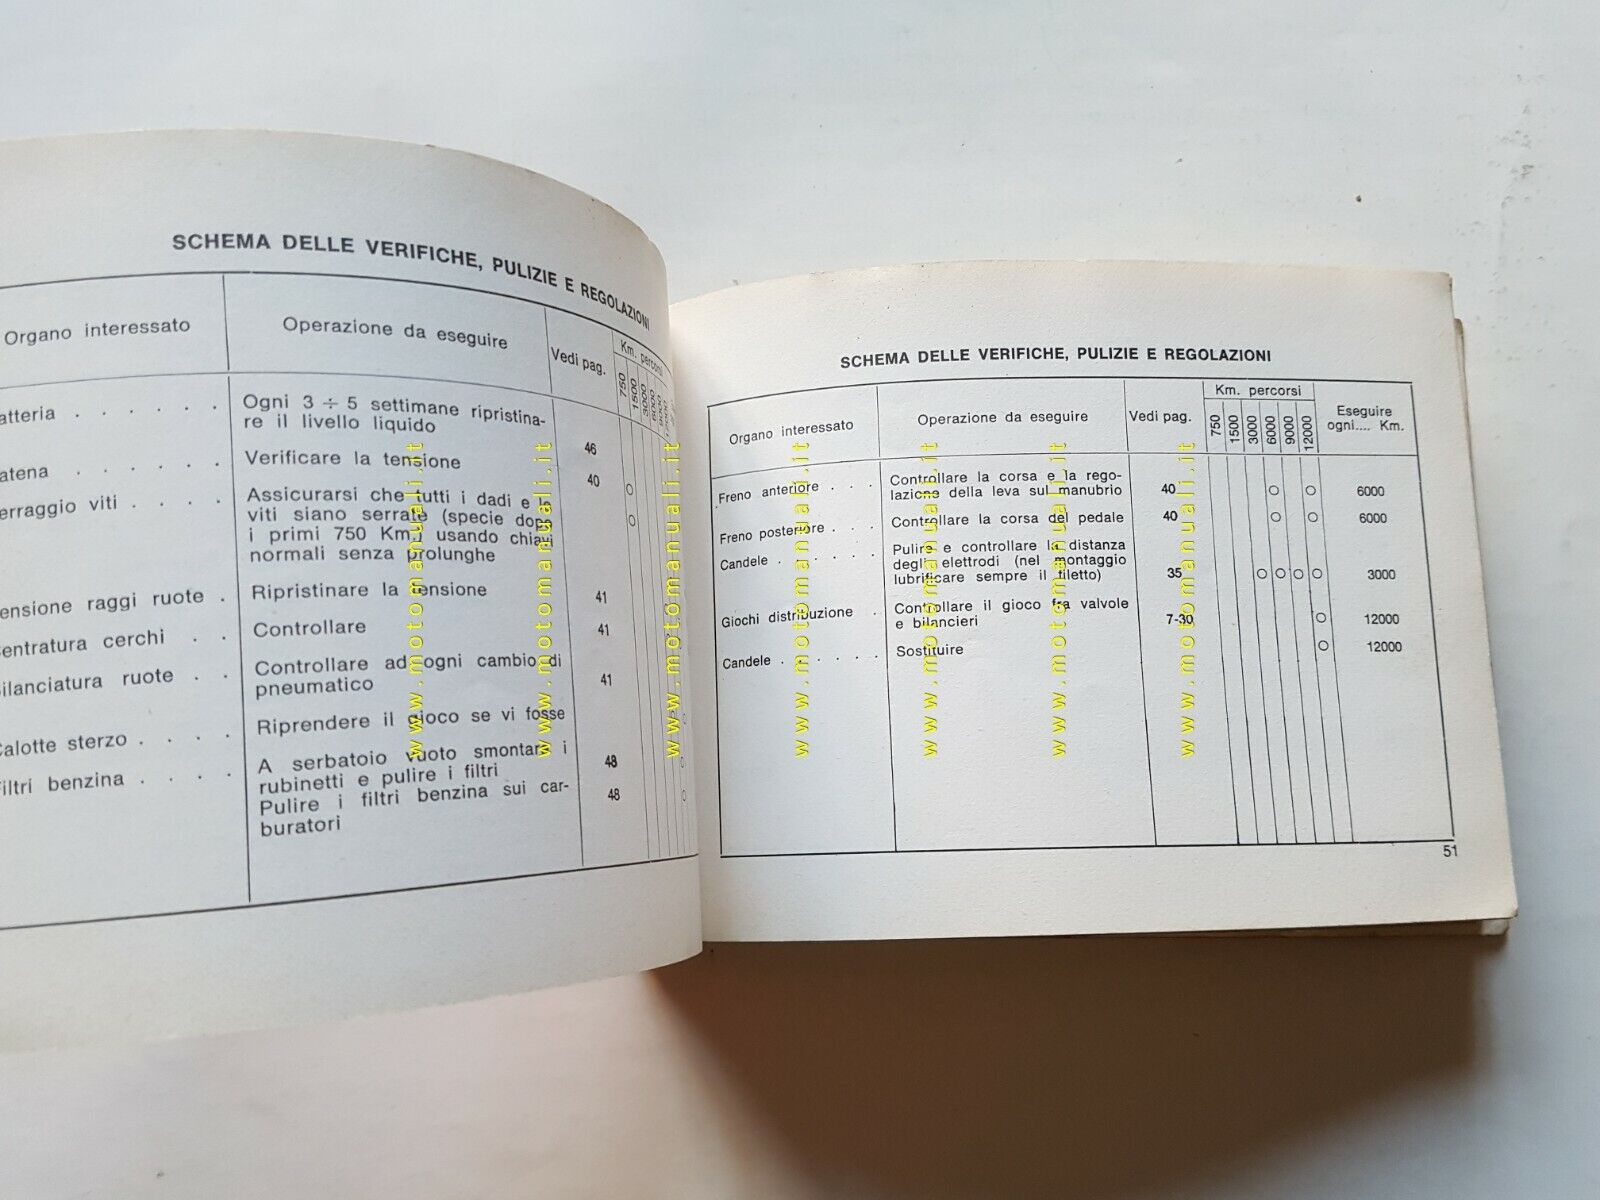 SCHEMA DELLE VERIFICHE, PULIZIE E REGOLAZIONI
Organo interessato Operazione da eseguire Vedi pag. Km. percorsi
750 1500 3000 6000 9000 12000
atteria . . . . . . Ogni 3 ÷ 5 settimane ripristina-
re il livello liquido 46
atena . . . . . . Verificare la tensione 40
erraggio viti . . . . Assicurarsi che tutti i dadi e le
viti siano serrate (specie dopo
i primi 750 Km.) usando chiavi
normali senza prolunghe
ensione raggi ruote . Ripristinare la tensione 41
entratura cerchi . . Controllare 41
ilanciatura ruote . . Controllare ad ogni cambio di
pneumatico 41
Calotte sterzo . . . . Riprendere il gioco se vi fosse
iltri benzina . . . . A serbatoio vuoto smontare i
rubinetti e pulire i filtri 48
Pulire i filtri benzina sui car-
buratori 48
SCHEMA DELLE VERIFICHE, PULIZIE E REGOLAZIONI
Organo interessato Operazione da eseguire Vedi pag. Km. percorsi Eseguire
ogni.... Km.
750 1500 3000 6000 9000 12000
Freno anteriore . . . Controllare la corsa e la rego-
lazione della leva sul manubrio 40 ○ ○ 6000
Freno posteriore . . . Controllare la corsa del pedale 40 ○ ○ 6000
Candele . . . . . . Pulire e controllare la distanza
degli elettrodi (nel montaggio
lubrificare sempre il filetto) 35 ○ ○ ○ ○ 3000
Giochi distribuzione . Controllare il gioco fra valvole
e bilancieri 7-30 ○ 12000
Candele . . . . . . Sostituire ○ 12000
51
www.motomanuali.it
www.motomanuali.it
www.motomanuali.it
www.motomanuali.it
www.motomanuali.it
www.motomanuali.it
www.motomanuali.it